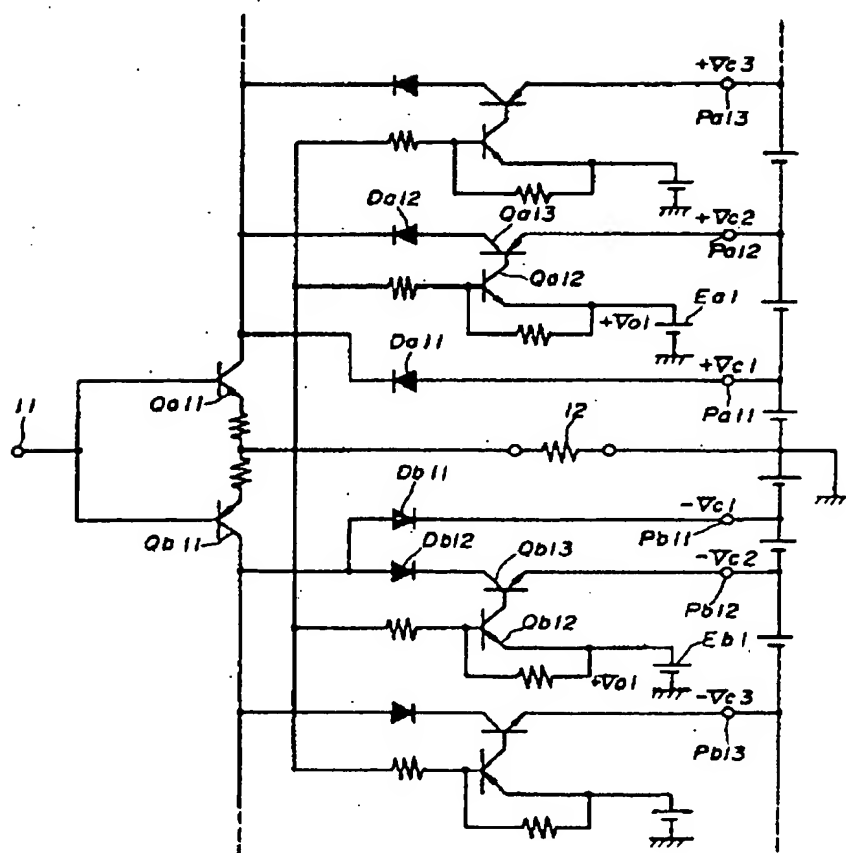 +Vc3
Pa13
Da12
Qa13
+Vc2
Pa12
Qa12
Ea1
+Vo1
Da11
+Vc1
Pa11
11
Qa11
12
Db11
-Vc1
Pb11
Db12
Qb13
-Vc2
Pb12
Qb11
Qb12
Eb1
+Vo1
-Vc3
Pb13